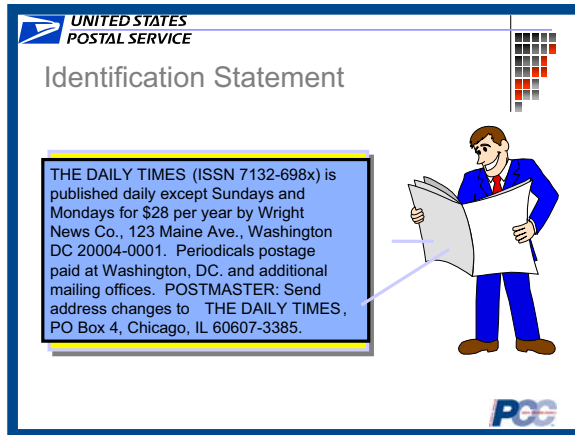 UNITED STATES
POSTAL SERVICE
Identification Statement
THE DAILY TIMES (ISSN 7132-698x) is
published daily except Sundays and
Mondays for $28 per year by Wright
News Co., 123 Maine Ave., Washington
DC 20004-0001. Periodicals postage
paid at Washington, DC. and additional
mailing offices. POSTMASTER: Send
address changes to THE DAILY TIMES,
PO Box 4, Chicago, IL 60607-3385.
PCC